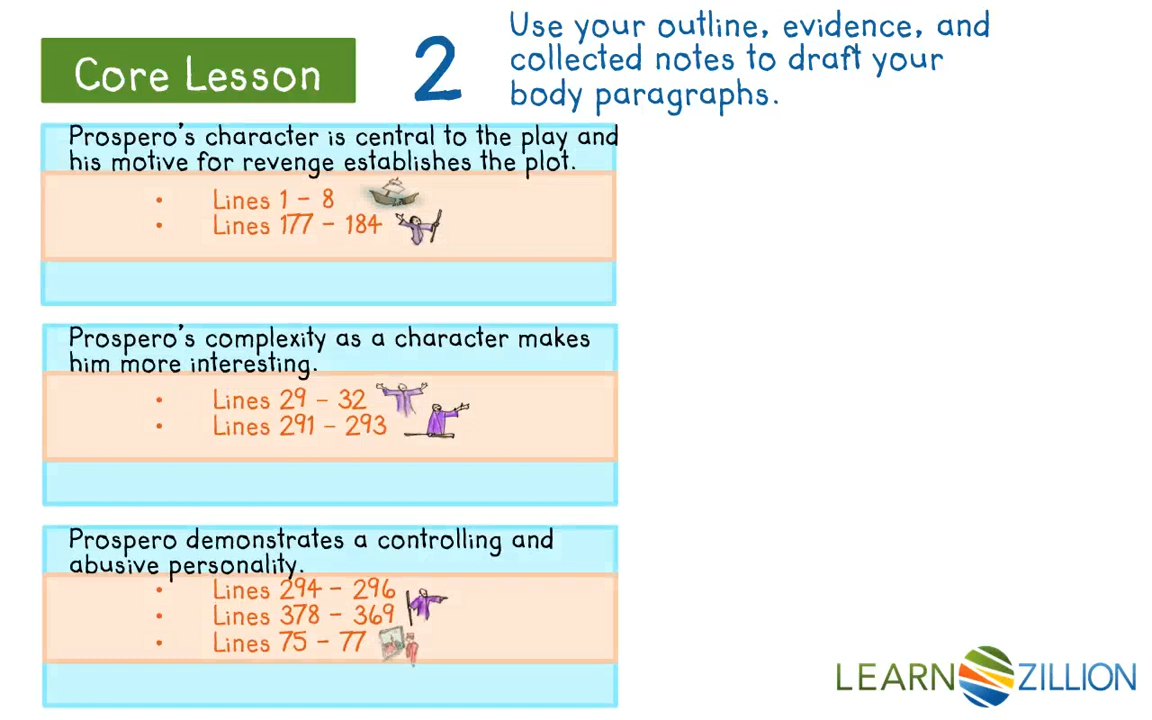 Core Lesson
2
Use your outline, evidence, and
collected notes to draft your
body paragraphs.
Prospero's character is central to the play and
his motive for revenge establishes the plot.
• Lines 1 - 8
• Lines 177 - 184
Prospero's complexity as a character makes
him more interesting.
• Lines 29 - 32
• Lines 291 - 293
Prospero demonstrates a controlling and
abusive personality.
• Lines 294 - 296
• Lines 378 - 369
• Lines 75 - 77
LEARN ZILLION